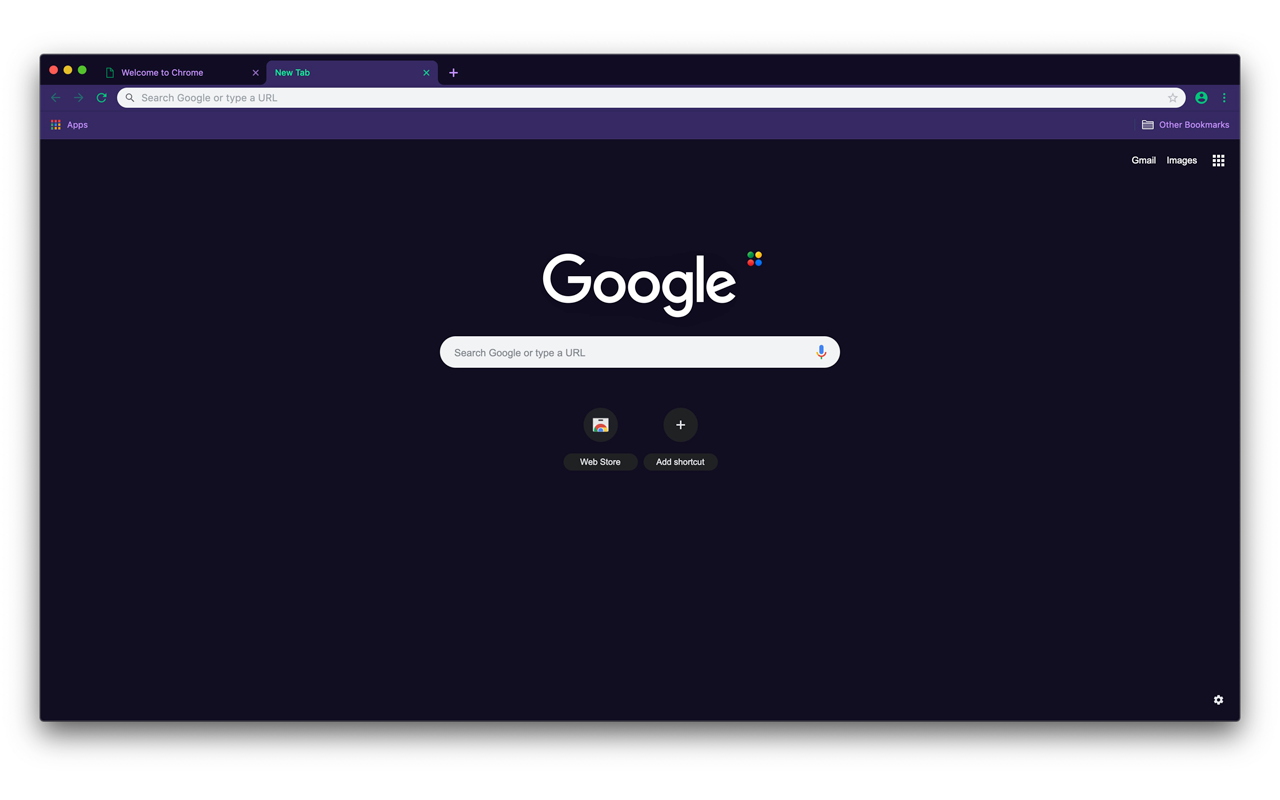 Welcome to Chrome
New Tab
Search Google or type a URL
Apps
Other Bookmarks
Gmail Images
Google
Search Google or type a URL
Web Store
Add shortcut